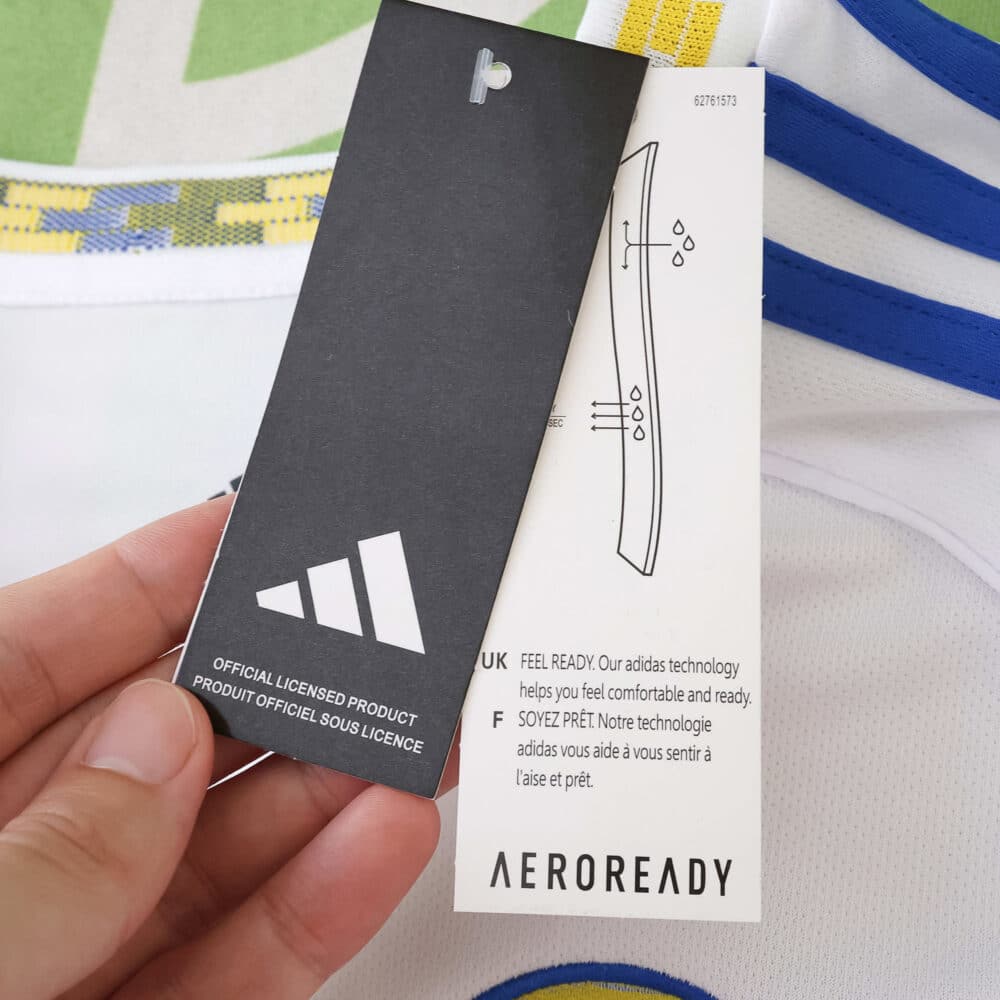 62761573
SEC
OFFICIAL LICENSED PRODUCT
PRODUIT OFFICIEL SOUS LICENCE
UK FEEL READY. Our adidas technology
helps you feel comfortable and ready.
F SOYEZ PRÊT. Notre technologie
adidas vous aide à vous sentir à
l'aise et prêt.
AEROREADY